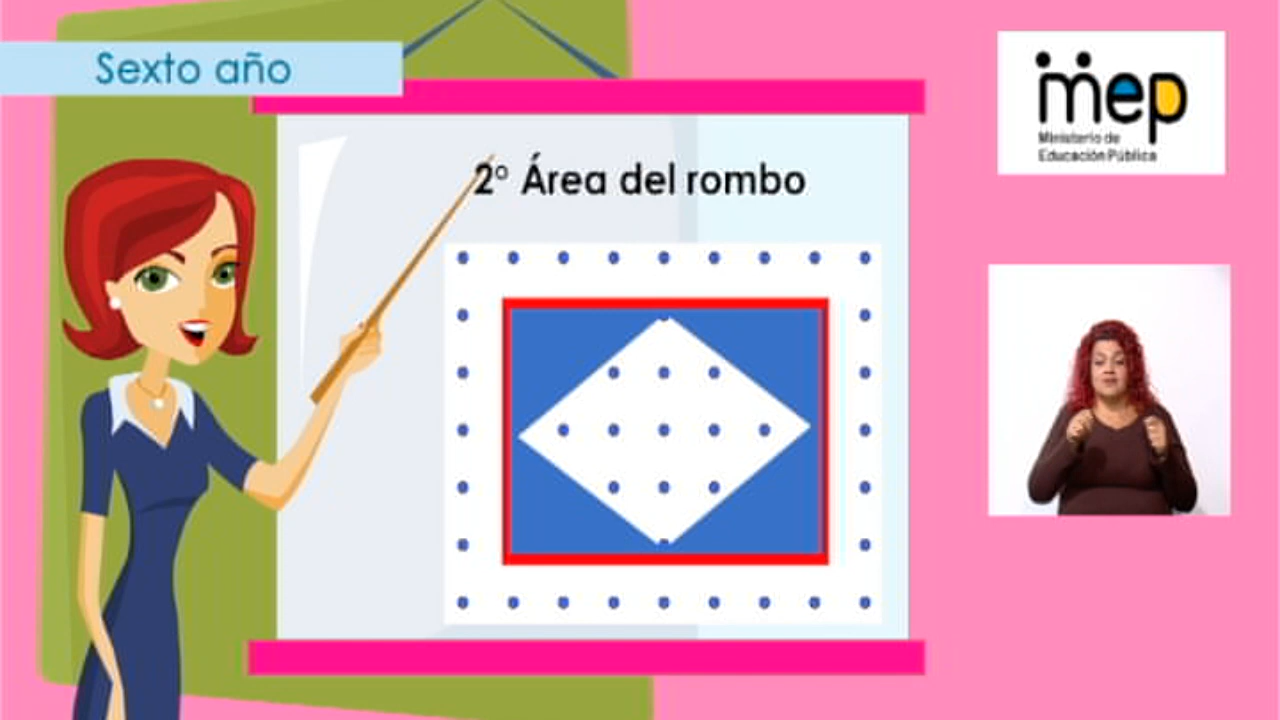 Sexto año
2° Área del rombo
mep
Ministerio de
Educación Pública